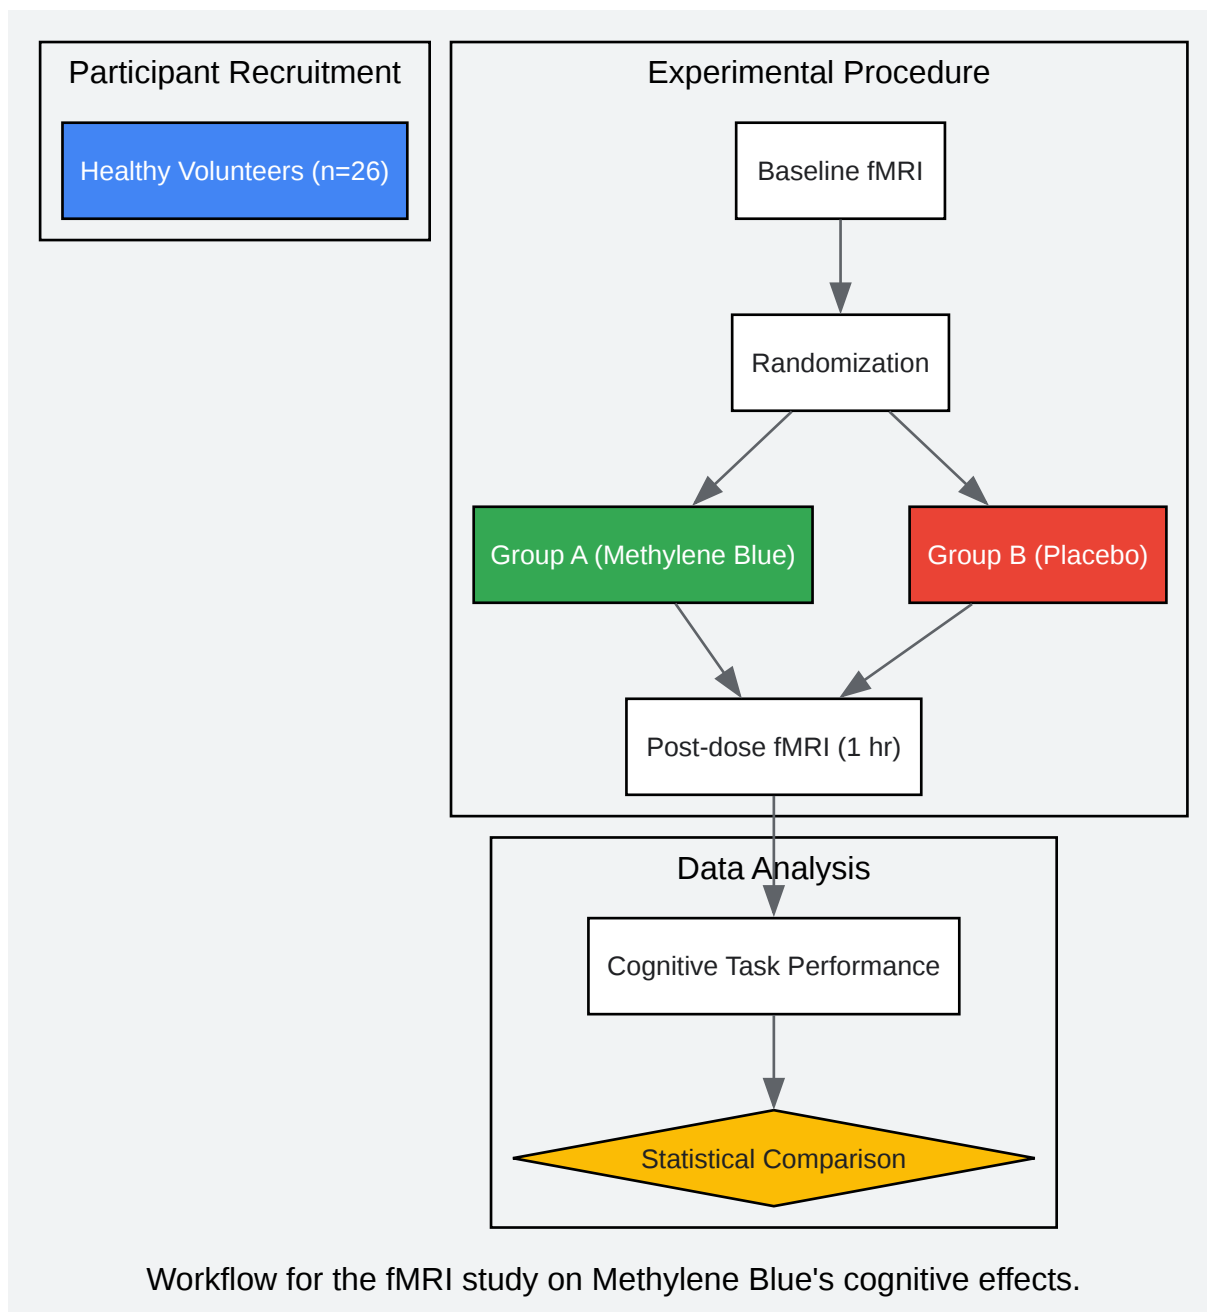 Participant Recruitment
Healthy Volunteers (n=26)
Experimental Procedure
Baseline fMRI
Randomization
Group A (Methylene Blue)
Group B (Placebo)
Post-dose fMRI (1 hr)
Data Analysis
Cognitive Task Performance
Statistical Comparison
Workflow for the fMRI study on Methylene Blue's cognitive effects.